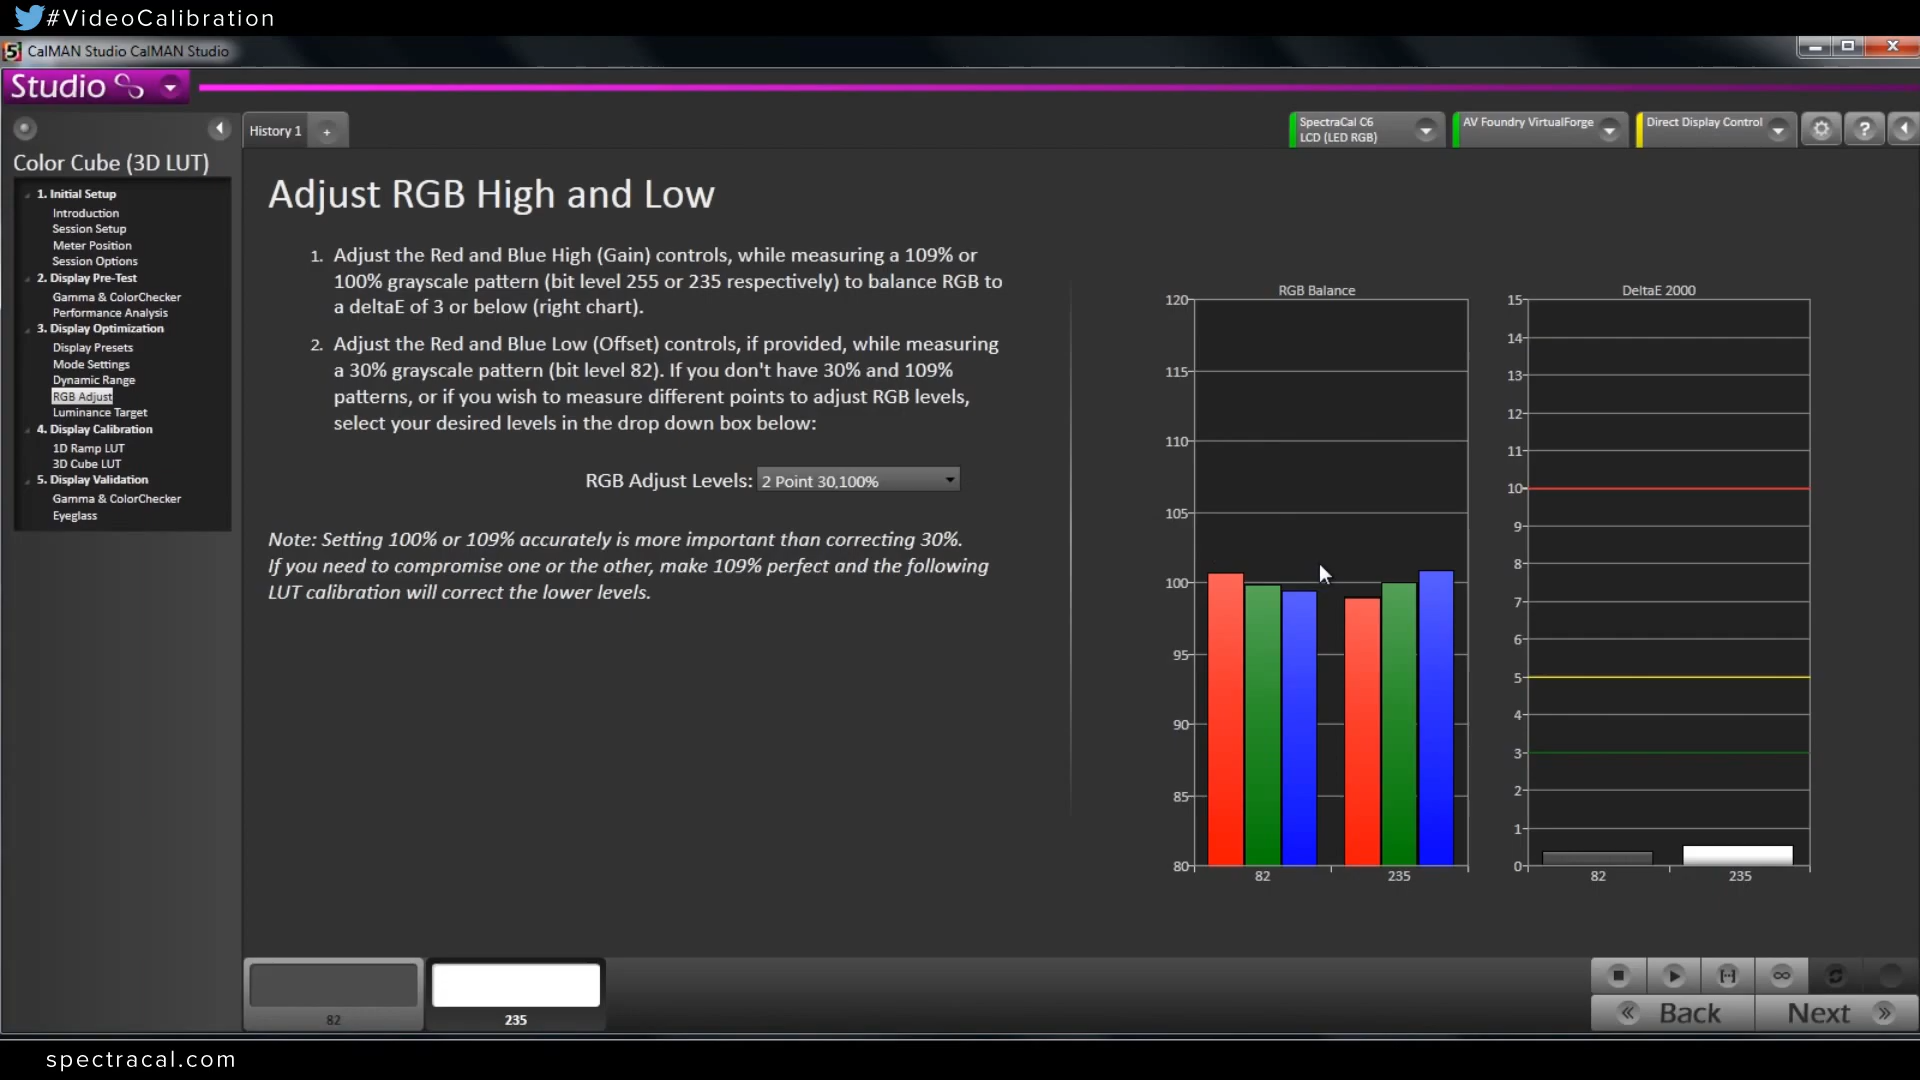 #VideoCalibration
5 CalMAN Studio CalMAN Studio
Studio
History 1
+
SpectraCal C6
LCD (LED RGB)
AV Foundry VirtualForge
Direct Display Control
?
Color Cube (3D LUT)
1. Initial Setup
Introduction
Session Setup
Meter Position
Session Options
2. Display Pre-Test
Gamma & ColorChecker
Performance Analysis
3. Display Optimization
Display Presets
Mode Settings
Dynamic Range
RGB Adjust
Luminance Target
4. Display Calibration
1D Ramp LUT
3D Cube LUT
5. Display Validation
Gamma & ColorChecker
Eyeglass
Adjust RGB High and Low
1. Adjust the Red and Blue High (Gain) controls, while measuring a 109% or
100% grayscale pattern (bit level 255 or 235 respectively) to balance RGB to
a deltaE of 3 or below (right chart).
2. Adjust the Red and Blue Low (Offset) controls, if provided, while measuring
a 30% grayscale pattern (bit level 82). If you don't have 30% and 109%
patterns, or if you wish to measure different points to adjust RGB levels,
select your desired levels in the drop down box below:
RGB Adjust Levels: 2 Point 30,100%
Note: Setting 100% or 109% accurately is more important than correcting 30%.
If you need to compromise one or the other, make 109% perfect and the following
LUT calibration will correct the lower levels.
RGB Balance
120
115
110
105
100
95
90
85
80
82 235
DeltaE 2000
15
14
13
12
11
10
9
8
7
6
5
4
3
2
1
0
82 235
82
235
Back
Next
spectracal.com